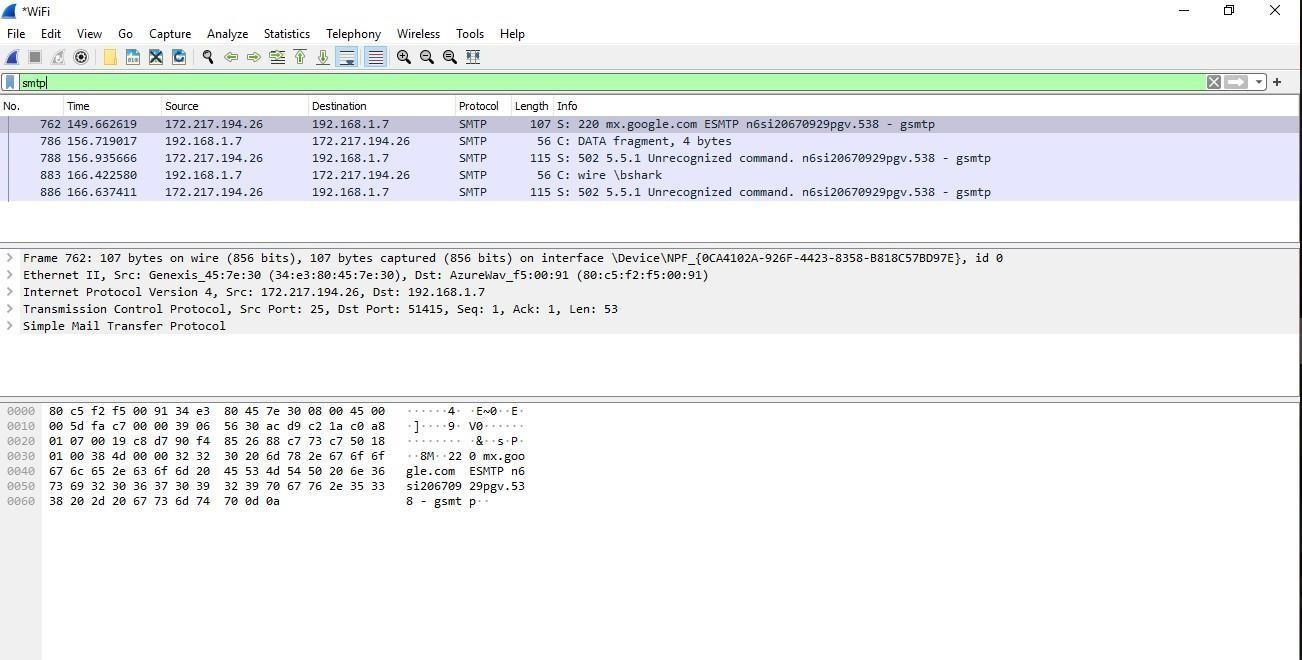 *WiFi
File Edit View Go Capture Analyze Statistics Telephony Wireless Tools Help
smtp
No. Time Source Destination Protocol Length Info
762 149.662619 172.217.194.26 192.168.1.7 SMTP 107 S: 220 mx.google.com ESMTP n6si20670929pgv.538 - gsmtp
786 156.719017 192.168.1.7 172.217.194.26 SMTP 56 C: DATA fragment, 4 bytes
788 156.935666 172.217.194.26 192.168.1.7 SMTP 115 S: 502 5.5.1 Unrecognized command. n6si20670929pgv.538 - gsmtp
883 166.422580 192.168.1.7 172.217.194.26 SMTP 56 C: wire \bshark
886 166.637411 172.217.194.26 192.168.1.7 SMTP 115 S: 502 5.5.1 Unrecognized command. n6si20670929pgv.538 - gsmtp
Frame 762: 107 bytes on wire (856 bits), 107 bytes captured (856 bits) on interface \Device\NPF_{0CA4102A-926F-4423-8358-B818C57BD97E}, id 0
Ethernet II, Src: Genexis_45:7e:30 (34:e3:80:45:7e:30), Dst: AzureWav_f5:00:91 (80:c5:f2:f5:00:91)
Internet Protocol Version 4, Src: 172.217.194.26, Dst: 192.168.1.7
Transmission Control Protocol, Src Port: 25, Dst Port: 51415, Seq: 1, Ack: 1, Len: 53
Simple Mail Transfer Protocol
0000 80 c5 f2 f5 00 91 34 e3 80 45 7e 30 08 00 45 00 ······4· ·E~0··E·
0010 00 5d fa c7 00 00 39 06 56 30 ac d9 c2 1a c0 a8 ·]····9· V0······
0020 01 07 00 19 c8 d7 90 f4 85 26 88 c7 73 c7 50 18 ········ ·&··s·P·
0030 01 00 38 4d 00 00 32 32 30 20 6d 78 2e 67 6f 6f ··8M··22 0 mx.goo
0040 67 6c 65 2e 63 6f 6d 20 45 53 4d 54 50 20 6e 36 gle.com ESMTP n6
0050 73 69 32 30 36 37 30 39 32 39 70 67 76 2e 35 33 si206709 29pgv.53
0060 38 20 2d 20 67 73 6d 74 70 0d 0a 8 - gsmt p··